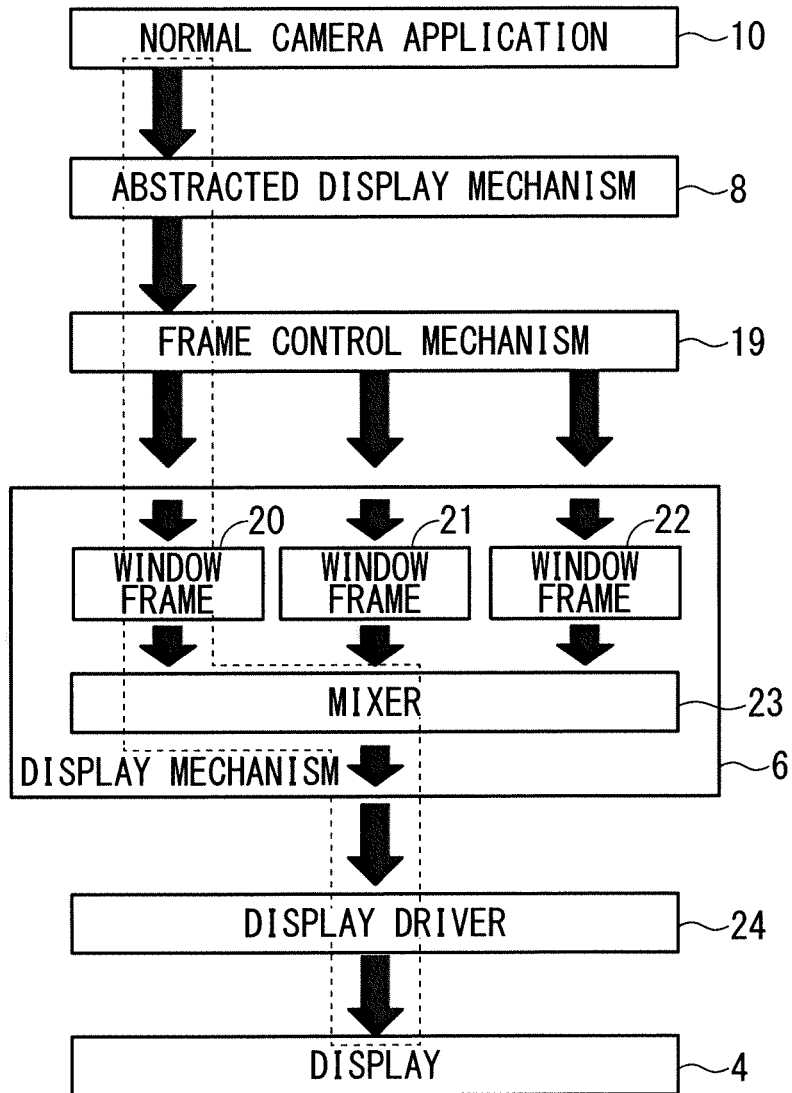 NORMAL CAMERA APPLICATION 10
ABSTRACTED DISPLAY MECHANISM 8
FRAME CONTROL MECHANISM 19
20 21 22
WINDOW FRAME
WINDOW FRAME
WINDOW FRAME
MIXER 23
DISPLAY MECHANISM 6
DISPLAY DRIVER 24
DISPLAY 4